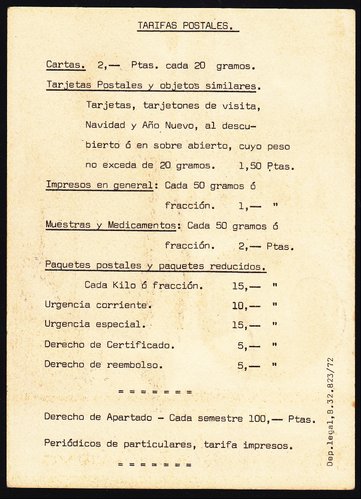 TARIFAS POSTALES.
Cartas. 2,— Ptas. cada 20 gramos.
Tarjetas Postales y objetos similares.
Tarjetas, tarjetones de visita,
Navidad y Año Nuevo, al descu-
bierto ó en sobre abierto, cuyo peso
no exceda de 20 gramos. 1,50 Ptas.
Impresos en general: Cada 50 gramos ó
fracción. 1,— "
Muestras y Medicamentos: Cada 50 gramos ó
fracción. 2,— Ptas.
Paquetes postales y paquetes reducidos.
Cada Kilo ó fracción. 15,— "
Urgencia corriente. 10,— "
Urgencia especial. 15,— "
Derecho de Certificado. 5,— "
Derecho de reembolso. 5,— "
= = = = = = =
Derecho de Apartado - Cada semestre 100,— Ptas.
Periódicos de particulares, tarifa impresos.
= = = = = = =
Dep.legal,B.32.823/72